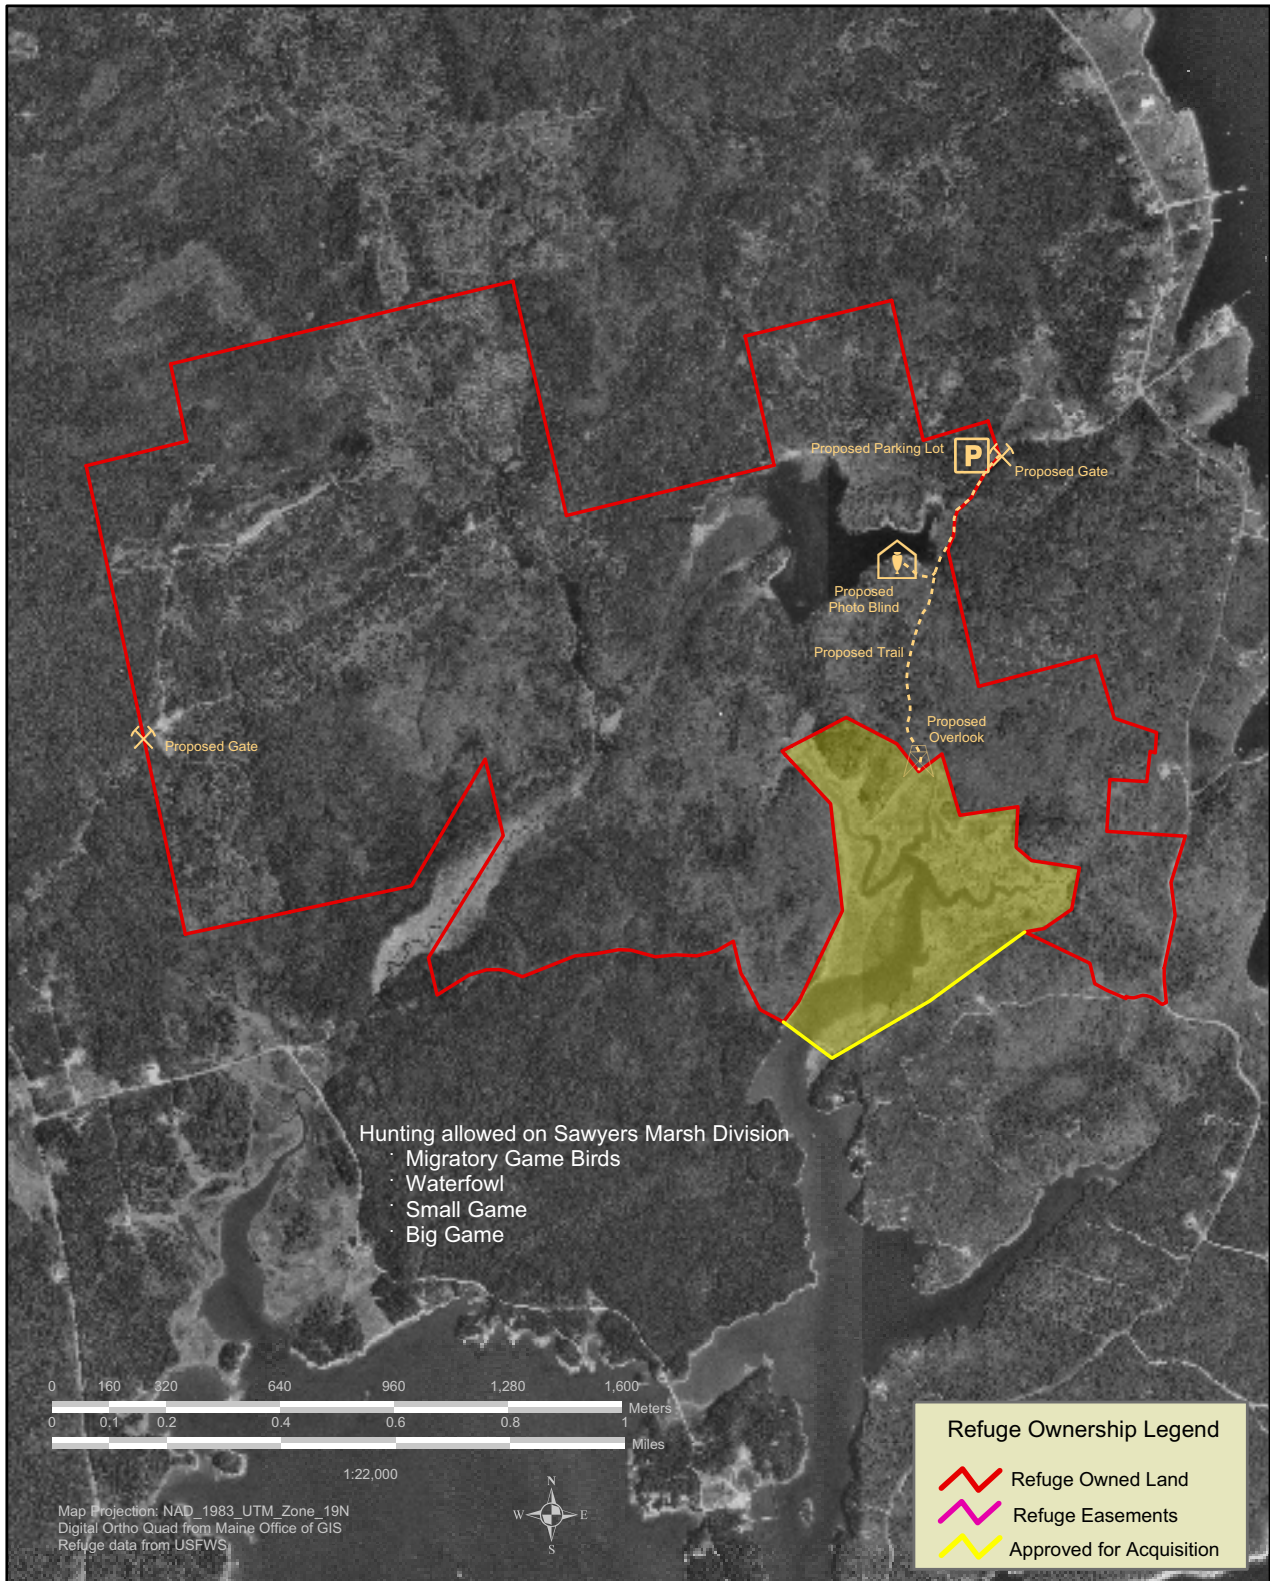 Proposed Parking Lot
P
Proposed Gate
Proposed
Photo Blind
Proposed Trail
Proposed
Overlook
Proposed Gate
Hunting allowed on Sawyers Marsh Division
· Migratory Game Birds
· Waterfowl
· Small Game
· Big Game
0 160 320 640 960 1,280 1,600
Meters
0 0.1 0.2 0.4 0.6 0.8 1
Miles
1:22,000
N
W E
S
Map Projection: NAD_1983_UTM_Zone_19N
Digital Ortho Quad from Maine Office of GIS
Refuge data from USFWS
Refuge Ownership Legend
Refuge Owned Land
Refuge Easements
Approved for Acquisition